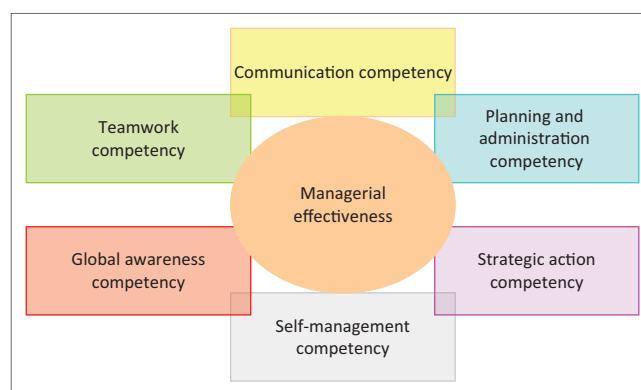 Communication competency
Teamwork
competency
Planning and
administration
competency
Managerial
effectiveness
Global awareness
competency
Strategic action
competency
Self-management
competency